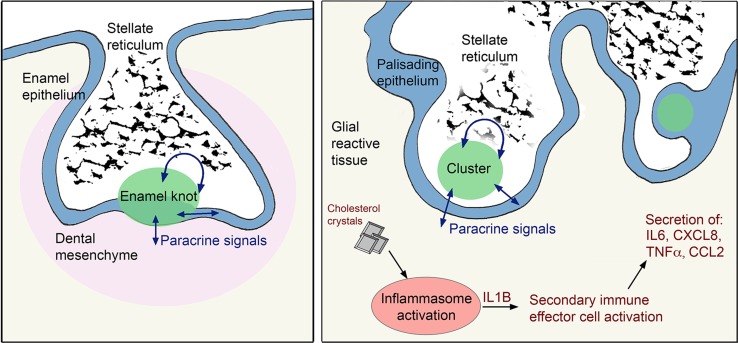 Stellate
reticulum
Enamel
epithelium
Enamel knot
Dental
mesenchyme
Paracrine signals
Stellate
reticulum
Palisading
epithelium
Glial
reactive
tissue
Cluster
Paracrine signals
Cholesterol
crystals
Inflammasome
activation
IL1B
Secondary immune
effector cell activation
Secretion of:
IL6, CXCL8,
TNFα, CCL2